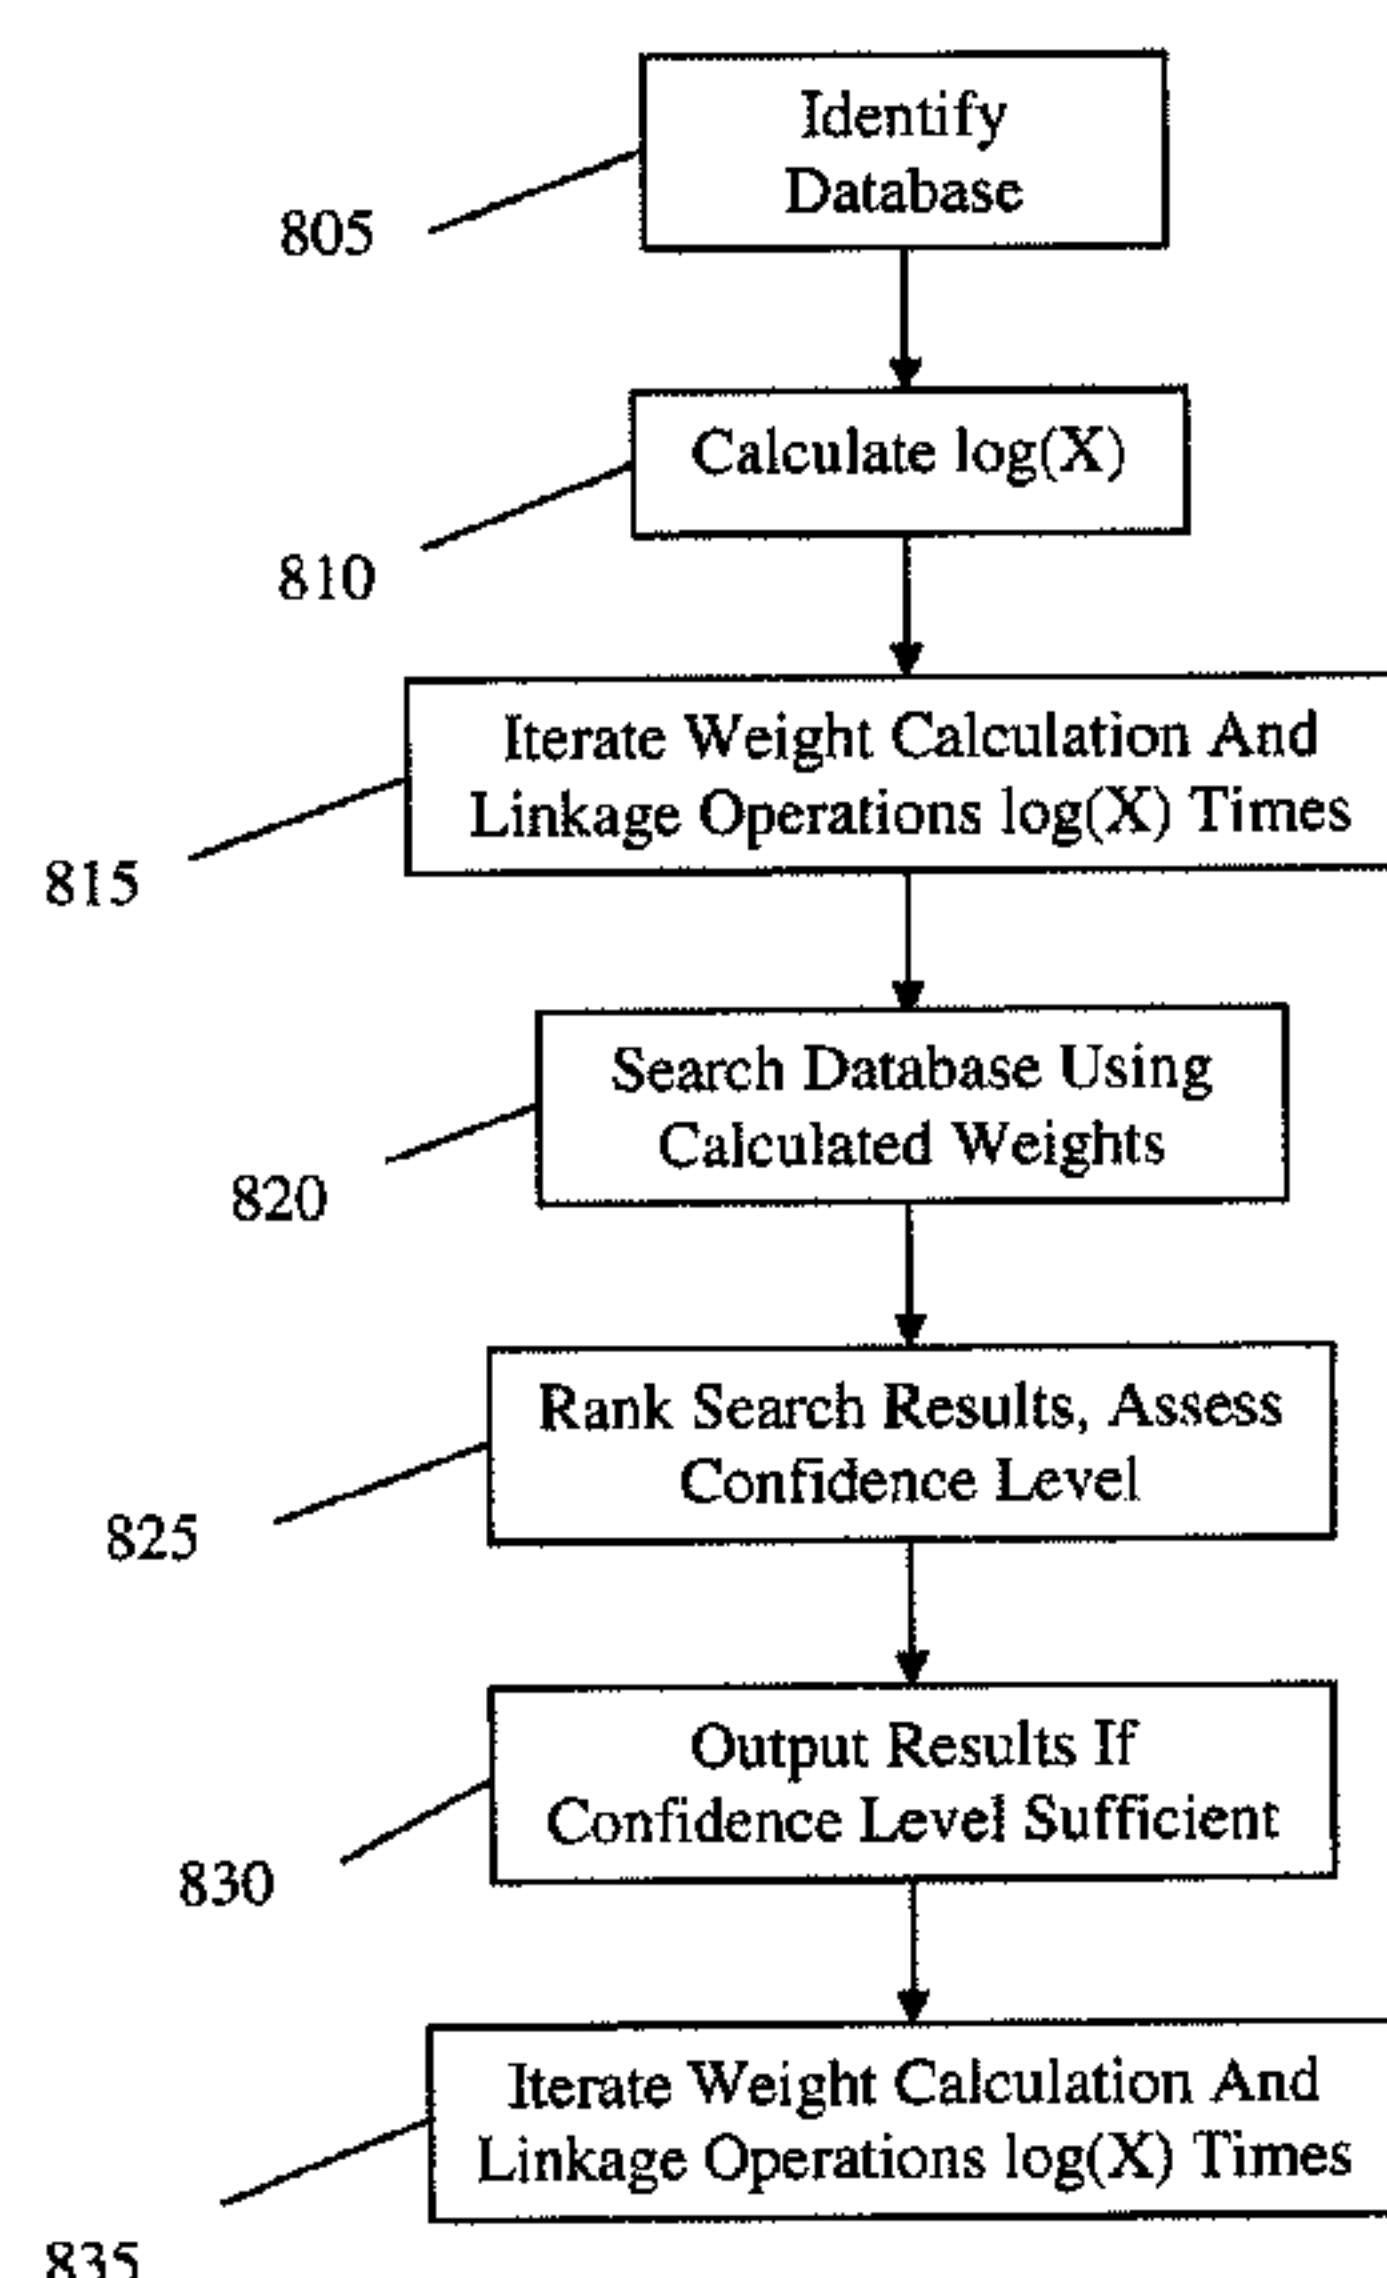 Identify
Database
805
Calculate log(X)
810
Iterate Weight Calculation And
Linkage Operations log(X) Times
815
Search Database Using
Calculated Weights
820
Rank Search Results, Assess
Confidence Level
825
Output Results If
Confidence Level Sufficient
830
Iterate Weight Calculation And
Linkage Operations log(X) Times
835